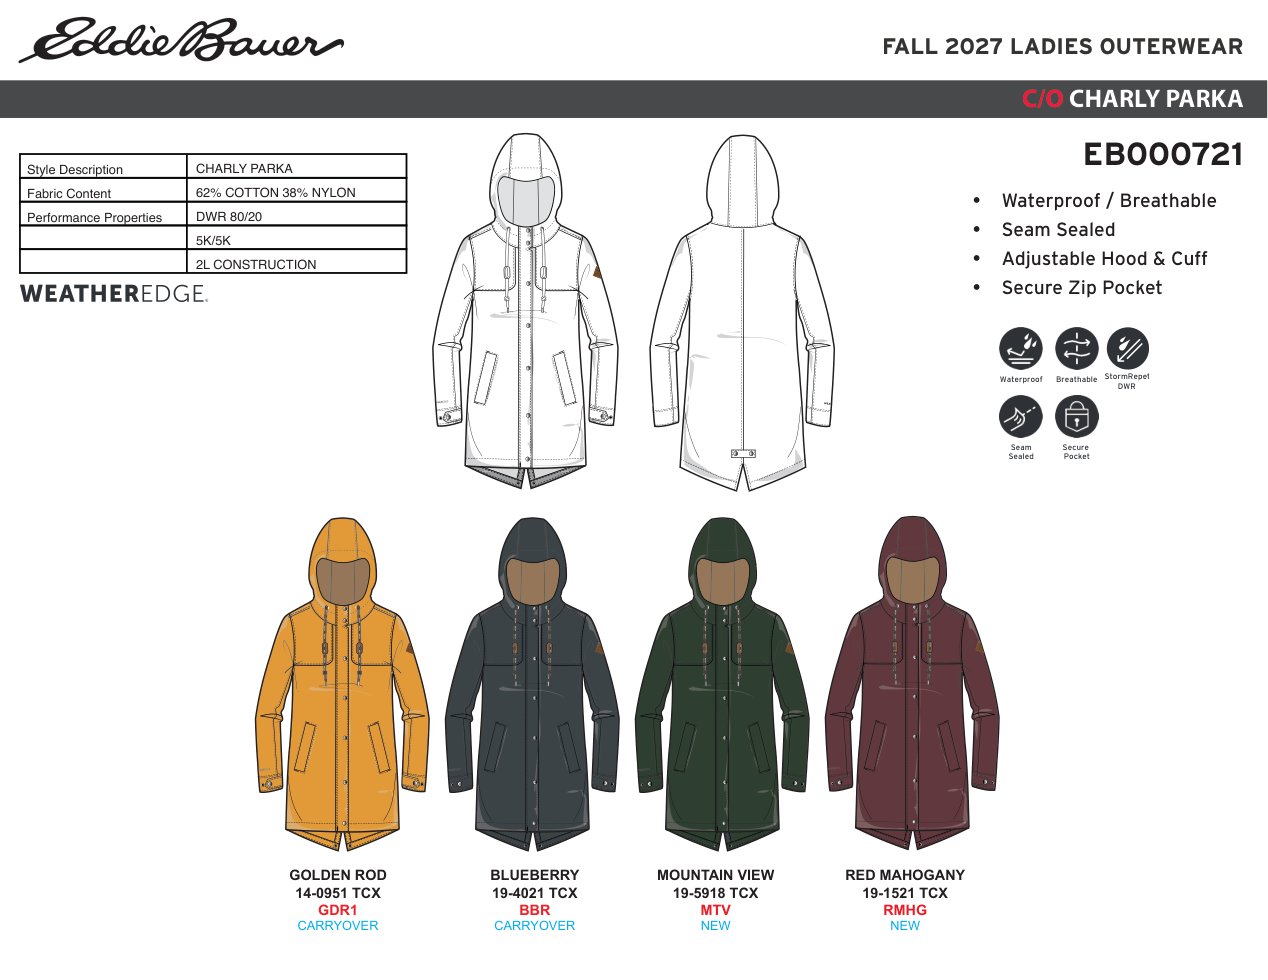 Eddie Bauer
FALL 2027 LADIES OUTERWEAR
C/O CHARLY PARKA
EB000721
Style Description CHARLY PARKA
Fabric Content 62% COTTON 38% NYLON
Performance Properties DWR 80/20
5K/5K
2L CONSTRUCTION
WEATHEREDGE
• Waterproof / Breathable
• Seam Sealed
• Adjustable Hood & Cuff
• Secure Zip Pocket
Waterproof Breathable StormRepel
DWR
Seam Secure
Sealed Pocket
GOLDEN ROD BLUEBERRY MOUNTAIN VIEW RED MAHOGANY
14-0951 TCX 19-4021 TCX 19-5918 TCX 19-1521 TCX
GDR1 BBR MTV RMHG
CARRYOVER CARRYOVER NEW NEW